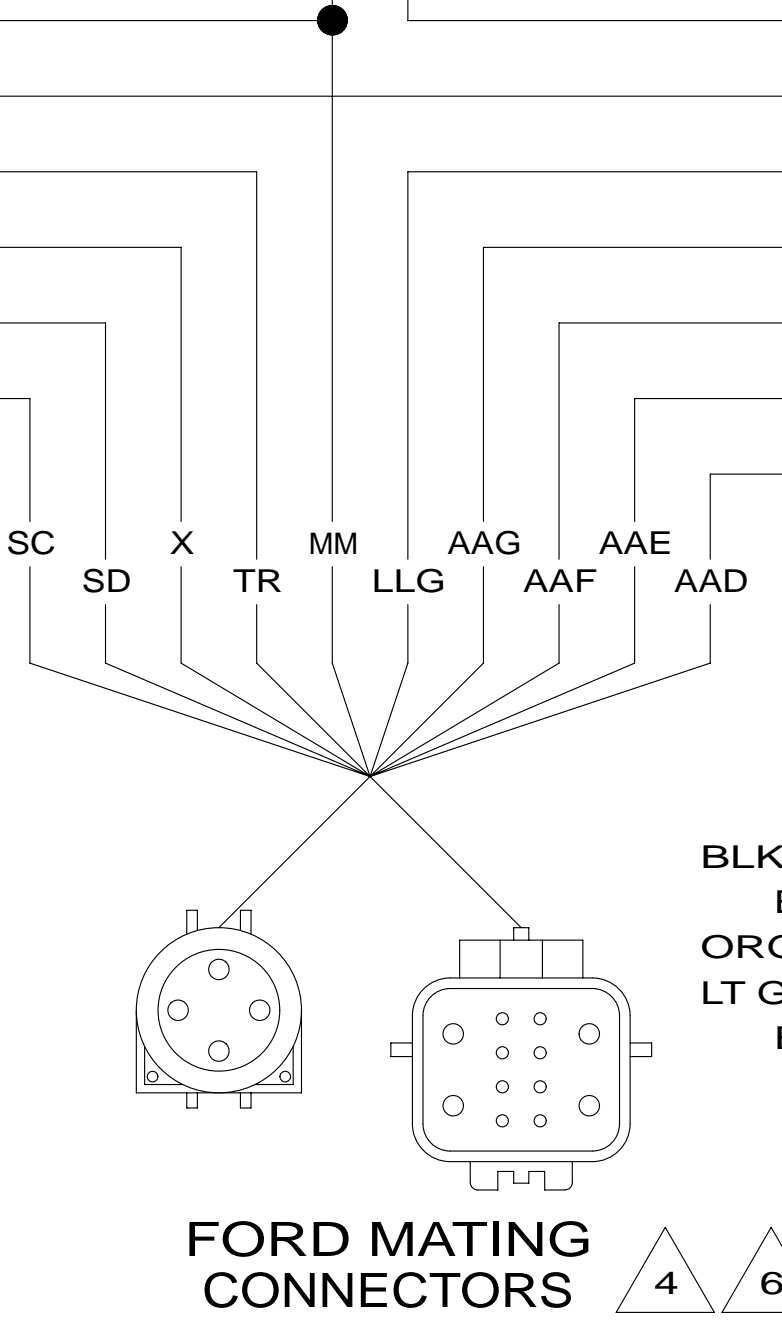 SC X MM AAG AAE
SD TR LLG AAF AAD
BLK
ORG
LT G
FORD MATING
CONNECTORS
4 6